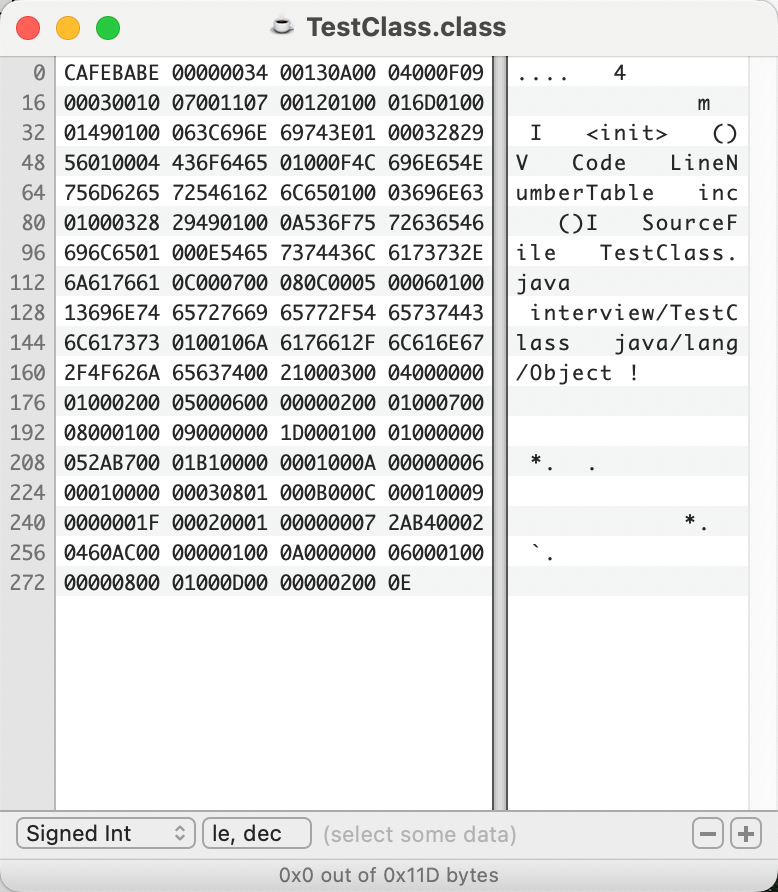 TestClass.class
0 CAFEBABE 00000034 00130A00 04000F09 .... 4
16 00030010 07001107 00120100 016D0100 m
32 01490100 063C696E 69743E01 00032829 I <init> ()
48 56010004 436F6465 01000F4C 696E654E V Code LineN
64 756D6265 72546162 6C650100 03696E63 umberTable inc
80 01000328 29490100 0A536F75 72636546 ()I SourceF
96 696C6501 000E5465 7374436C 6173732E ile TestClass.
112 6A617661 0C000700 080C0005 00060100 java
128 13696E74 65727669 65772F54 65737443 interview/TestC
144 6C617373 0100106A 6176612F 6C616E67 lass java/lang
160 2F4F626A 65637400 21000300 04000000 /Object !
176 01000200 05000600 00000200 01000700
192 08000100 09000000 1D000100 01000000
208 052AB700 01B10000 0001000A 00000006 *. .
224 00010000 00030801 000B000C 00010009
240 0000001F 00020001 00000007 2AB40002 *.
256 0460AC00 00000100 0A000000 06000100 `.
272 00000800 01000D00 00000200 0E
Signed Int le, dec (select some data)
0x0 out of 0x11D bytes